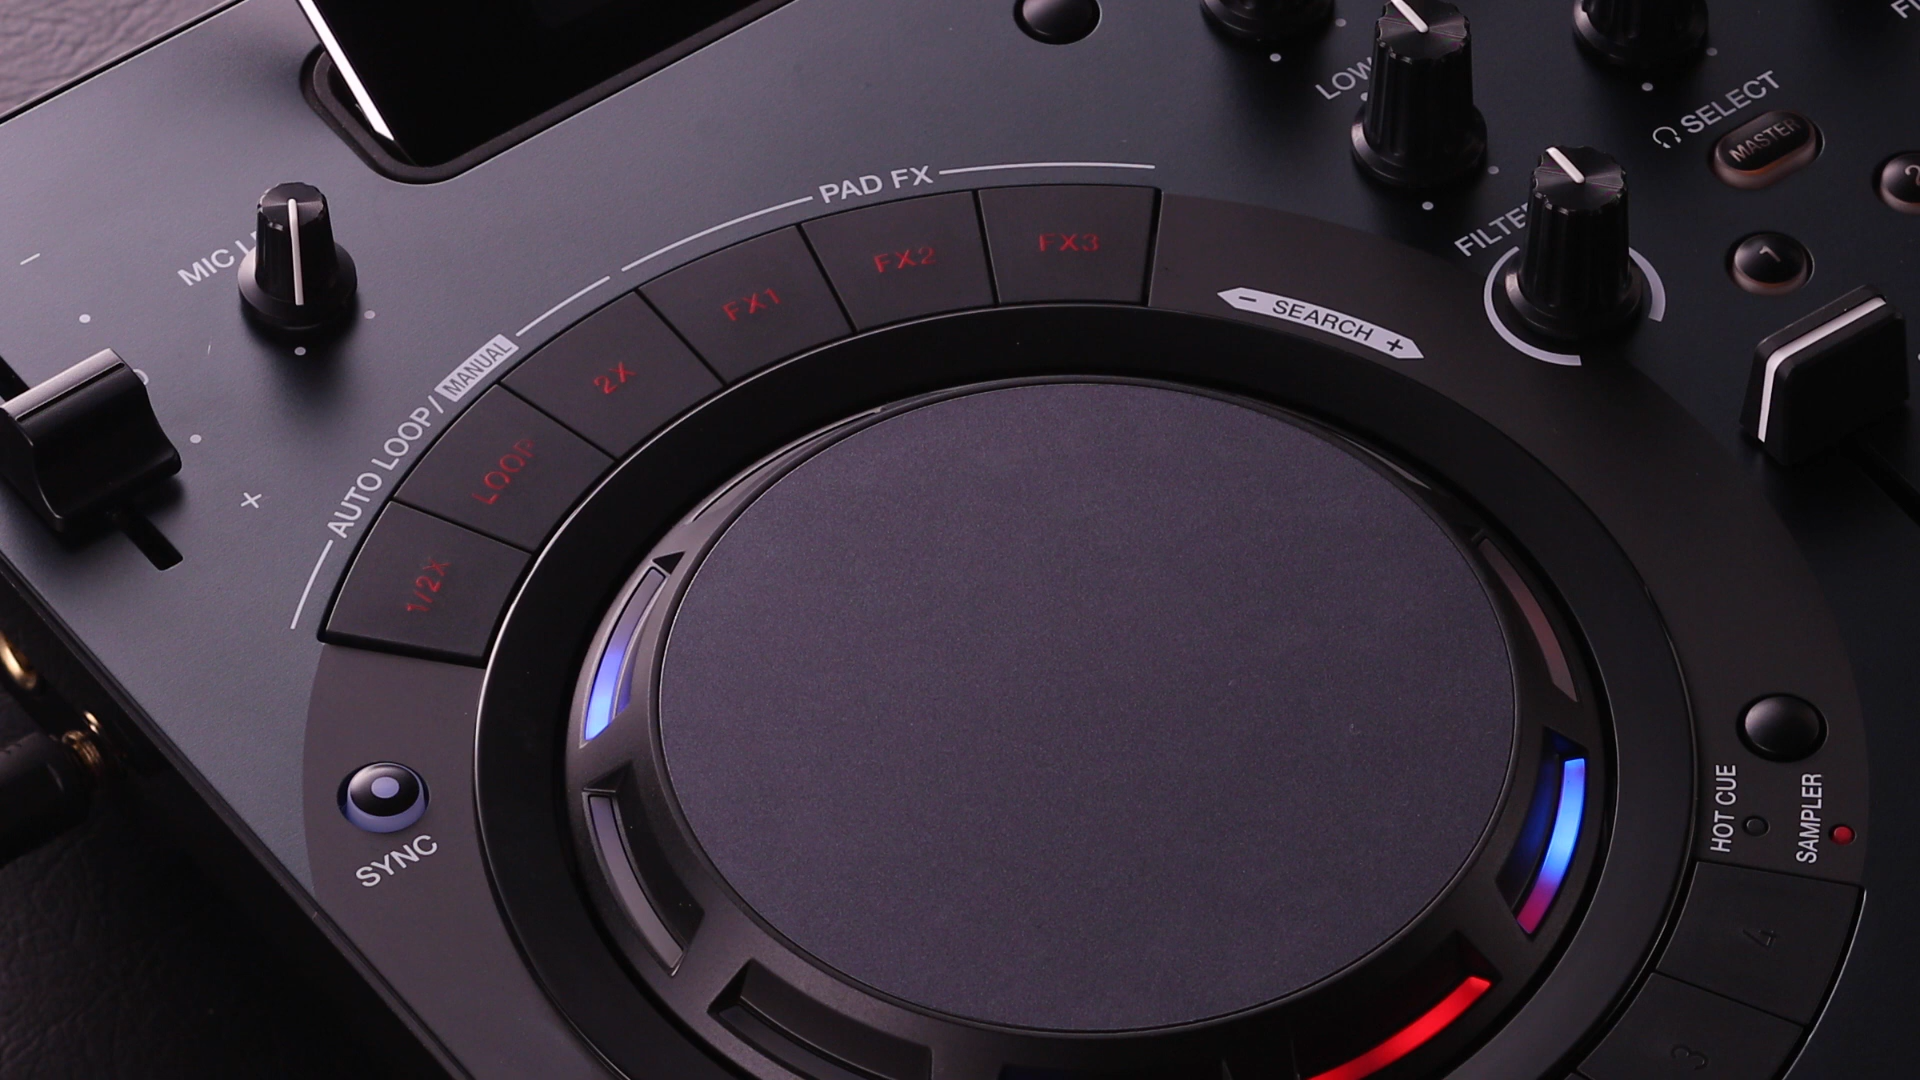 LOW
SELECT
MASTER
2
MIC
PAD FX
FX3
FX2
FX1
1
− SEARCH +
−
AUTO LOOP/ MANUAL
2X
LOOP
1/2X
+
SYNC
HOT CUE
SAMPLER
4
3